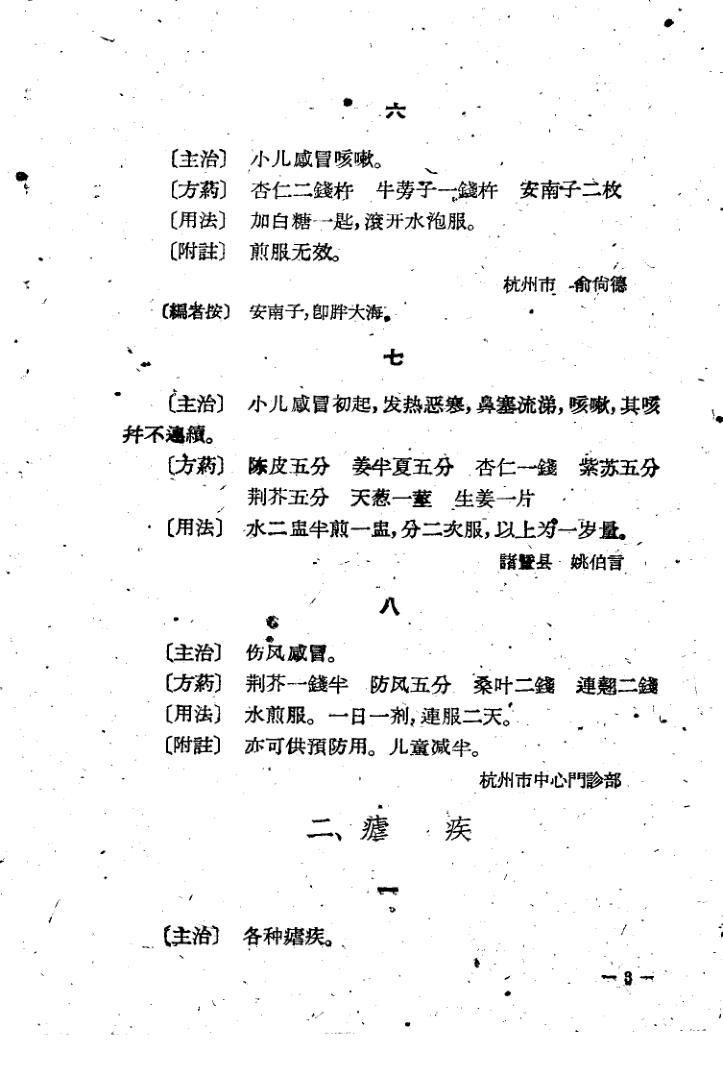 六
〔主治〕 小儿感冒咳嗽。
〔方药〕 杏仁二錢杵 牛蒡子一錢杵 安南子二枚
〔用法〕 加白糖一匙,滾开水泡服。
〔附註〕 煎服无效。
杭州市 俞尙德
〔編者按〕 安南子,卽胖大海。
七
〔主治〕 小儿感冒初起,发热恶寒,鼻塞流涕,咳嗽,其咳
幷不連續。
〔方药〕 陈皮五分 姜半夏五分 杏仁一錢 紫苏五分
荆芥五分 天葱一莖 生姜一片
〔用法〕 水二盅半煎一盅,分二次服,以上为一岁量。
諸暨县 姚伯言
八
〔主治〕 伤风感冒。
〔方药〕 荆芥一錢半 防风五分 桑叶二錢 連翹二錢
〔用法〕 水煎服。一日一剂,連服二天。
〔附註〕 亦可供預防用。儿童减半。
杭州市中心門診部
二、瘧 疾
一
〔主治〕 各种瘧疾。
— 3 —